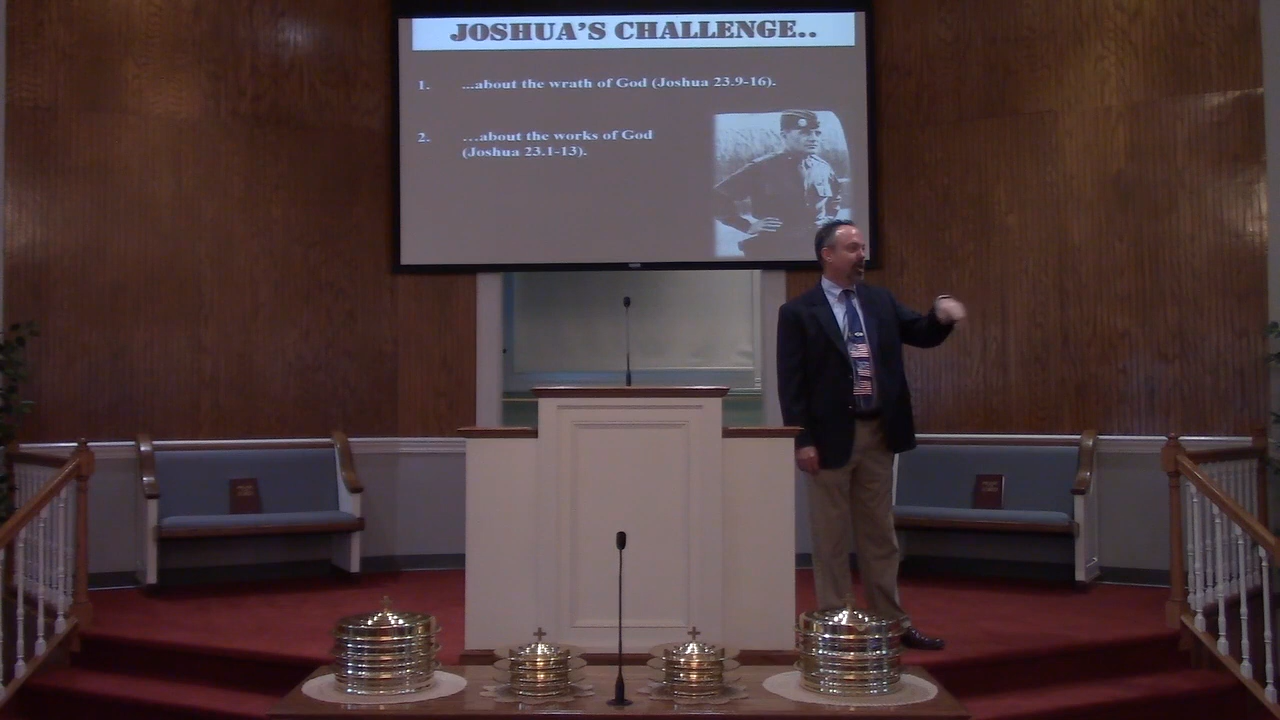 JOSHUA'S CHALLENGE..
1. ...about the wrath of God (Joshua 23.9-16).
2. ...about the works of God
(Joshua 23.1-13).